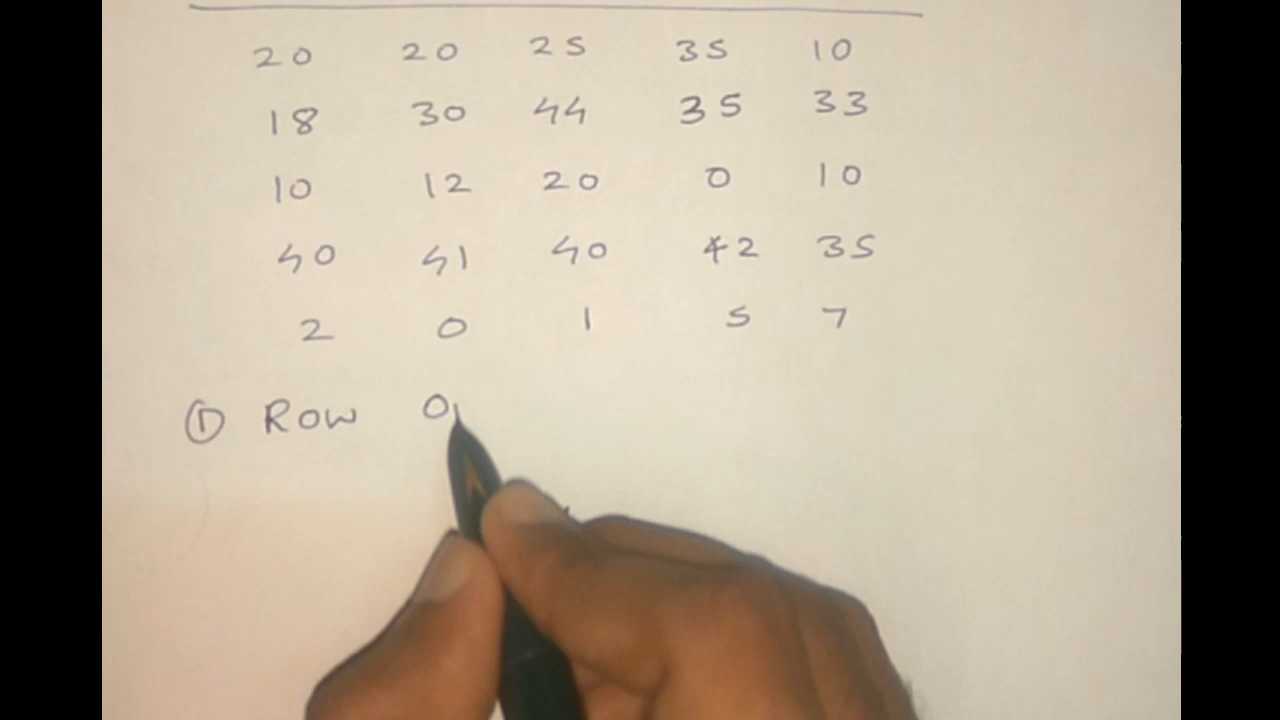 20 20 25 35 10
18 30 44 35 33
10 12 20 0 10
40 41 40 42 35
2 0 1 5 7
① Row